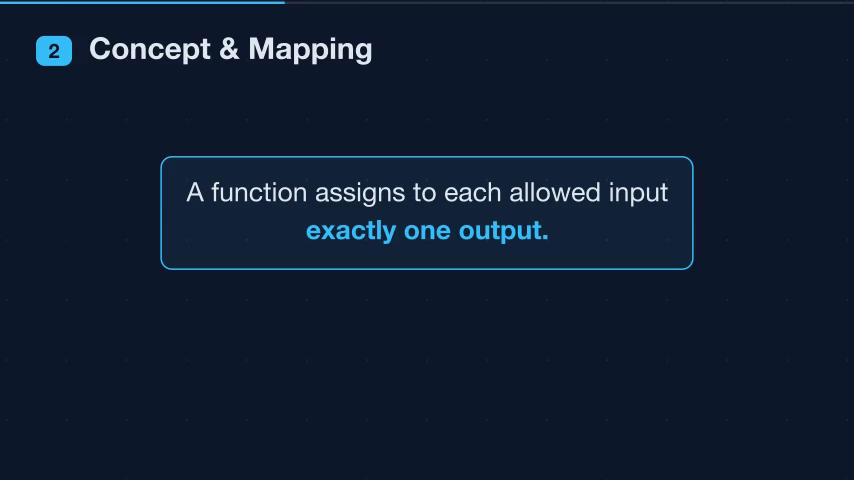 2 Concept & Mapping
A function assigns to each allowed input
exactly one output.